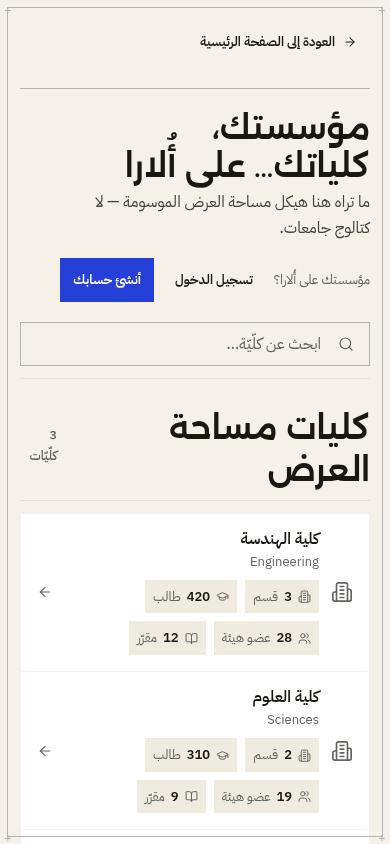 العودة إلى الصفحة الرئيسية
مؤسستك،
كلياتك... على أُلارا
ما تراه هنا هيكل مساحة العرض الموسومة — لا
كتالوج جامعات.
مؤسستك على أُلارا؟
تسجيل الدخول
أنشئ حسابك
ابحث عن كلّيّة...
كليات مساحة
العرض
3
كلّيّات
كلية الهندسة
Engineering
3 قسم
420 طالب
28 عضو هيئة
12 مقرّر
كلية العلوم
Sciences
2 قسم
310 طالب
19 عضو هيئة
9 مقرّر